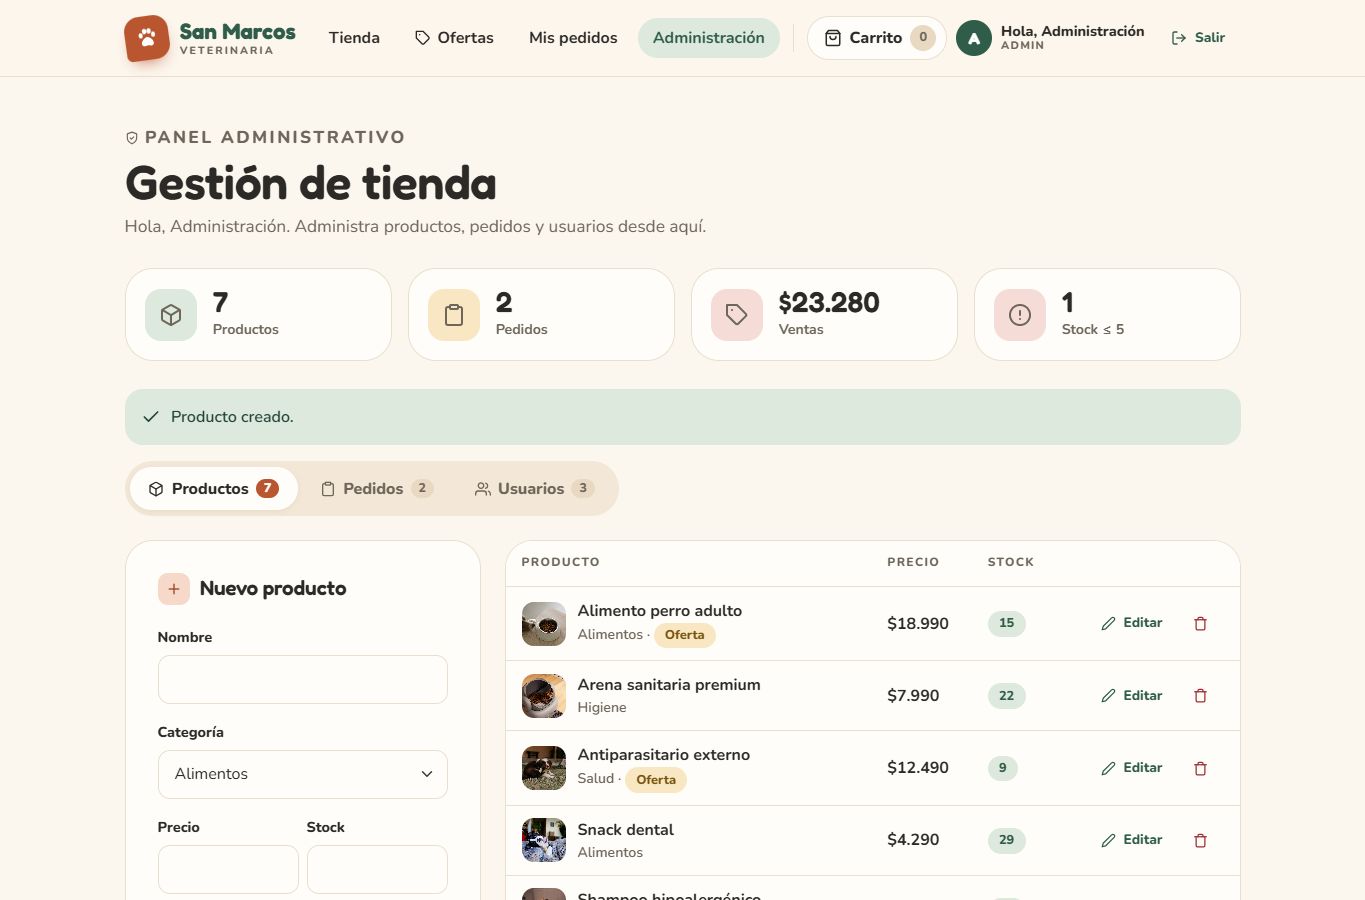 San Marcos
VETERINARIA
Tienda
Ofertas
Mis pedidos
Administración
Carrito 0
A
Hola, Administración
ADMIN
Salir
PANEL ADMINISTRATIVO
Gestión de tienda
Hola, Administración. Administra productos, pedidos y usuarios desde aquí.
7
Productos
2
Pedidos
$23.280
Ventas
1
Stock ≤ 5
Producto creado.
Productos 7
Pedidos 2
Usuarios 3
Nuevo producto
Nombre
Categoría
Alimentos
Precio
Stock
PRODUCTO PRECIO STOCK
Alimento perro adulto
Alimentos · Oferta
$18.990
15
Editar
Arena sanitaria premium
Higiene
$7.990
22
Editar
Antiparasitario externo
Salud · Oferta
$12.490
9
Editar
Snack dental
Alimentos
$4.290
29
Editar
Shampoo hipoalergénico